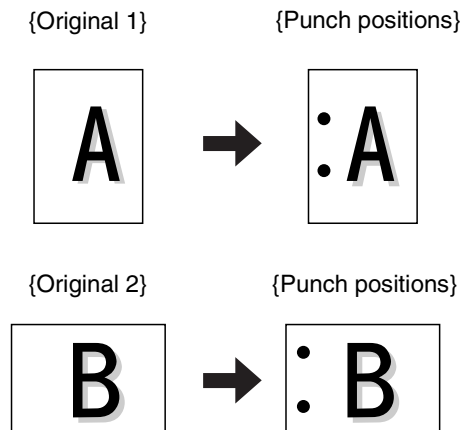 {Original 1} {Punch positions}
A A
{Original 2} {Punch positions}
B B